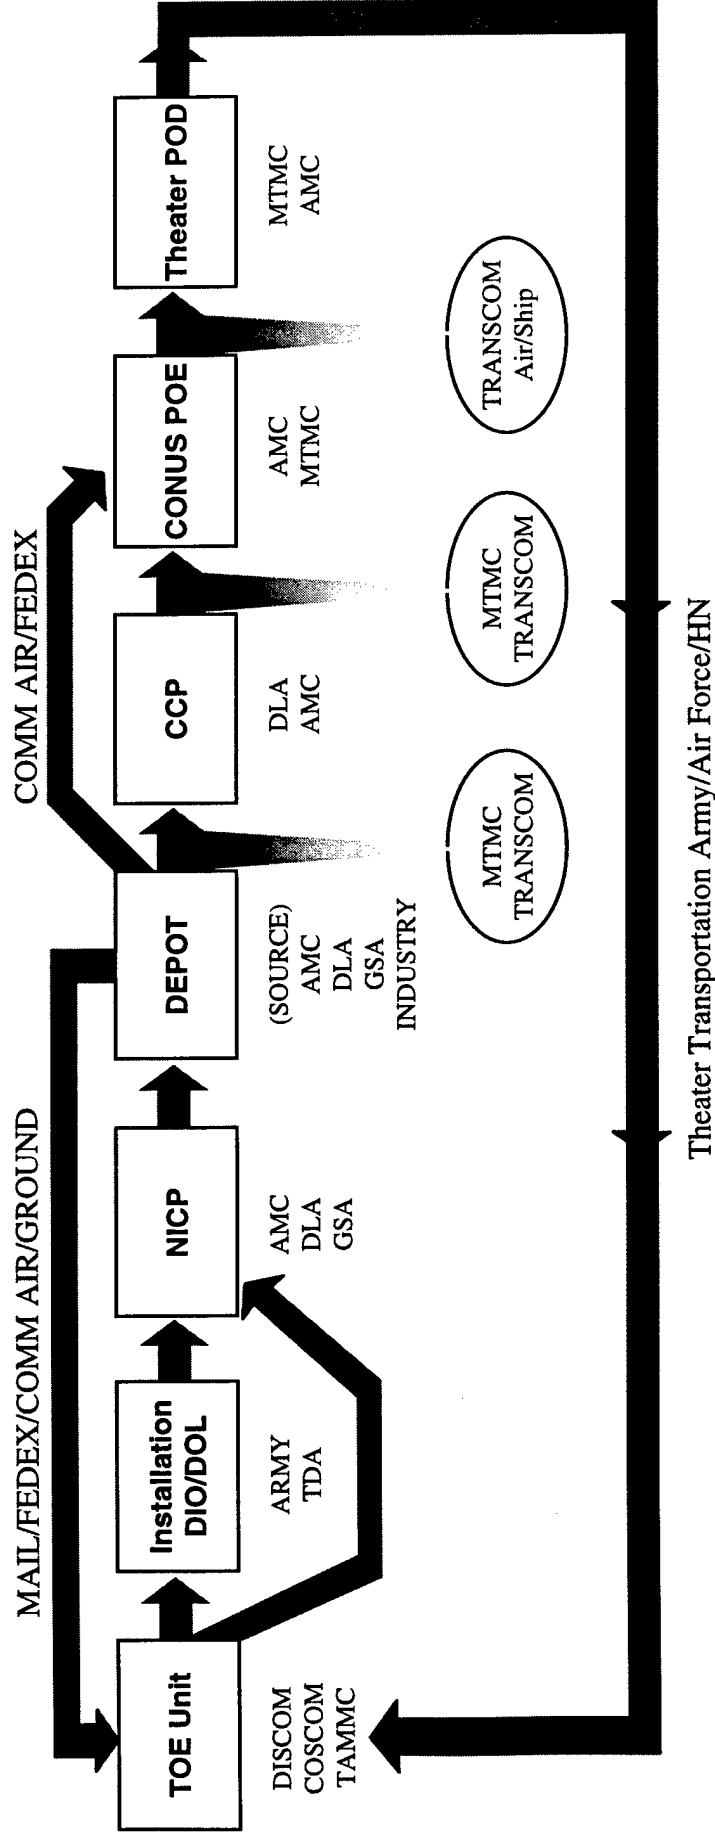 MAIL/FEDEX/COMM AIR/GROUND
COMM AIR/FEDEX
TOE Unit
DISCOM
COSCOM
TAMMC
Installation
DIO/DOL
ARMY
TDA
NICP
AMC
DLA
GSA
DEPOT
(SOURCE)
AMC
DLA
GSA
INDUSTRY
CCP
DLA
AMC
CONUS POE
AMC
MTMC
Theater POD
MTMC
AMC
MTMC
TRANSCOM
MTMC
TRANSCOM
TRANSCOM
Air/Ship
Theater Transportation Army/Air Force/HN